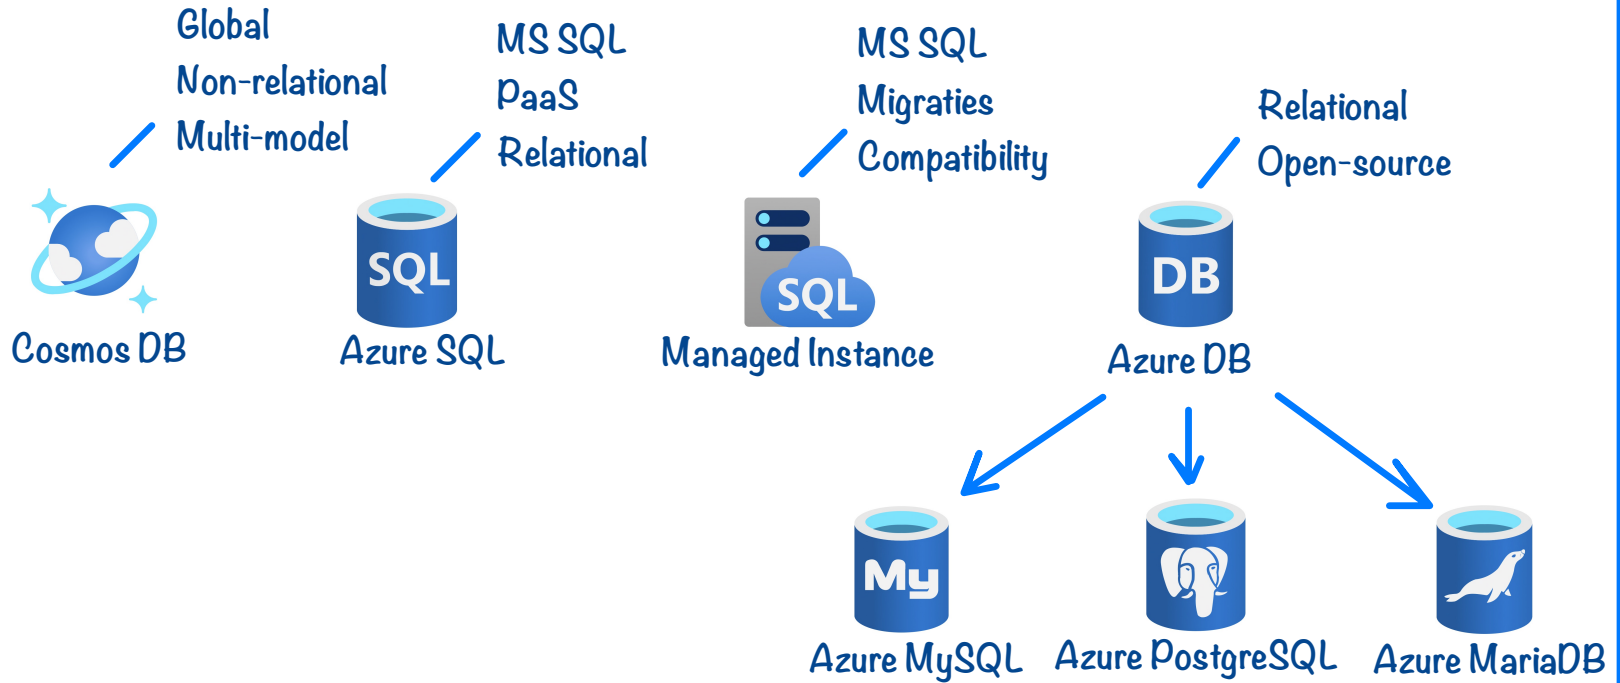 Global
Non-relational
Multi-model
Cosmos DB
MS SQL
PaaS
Relational
SQL
Azure SQL
MS SQL
Migraties
Compatibility
SQL
Managed Instance
Relational
Open-source
DB
Azure DB
My
Azure MySQL
Azure PostgreSQL
Azure MariaDB